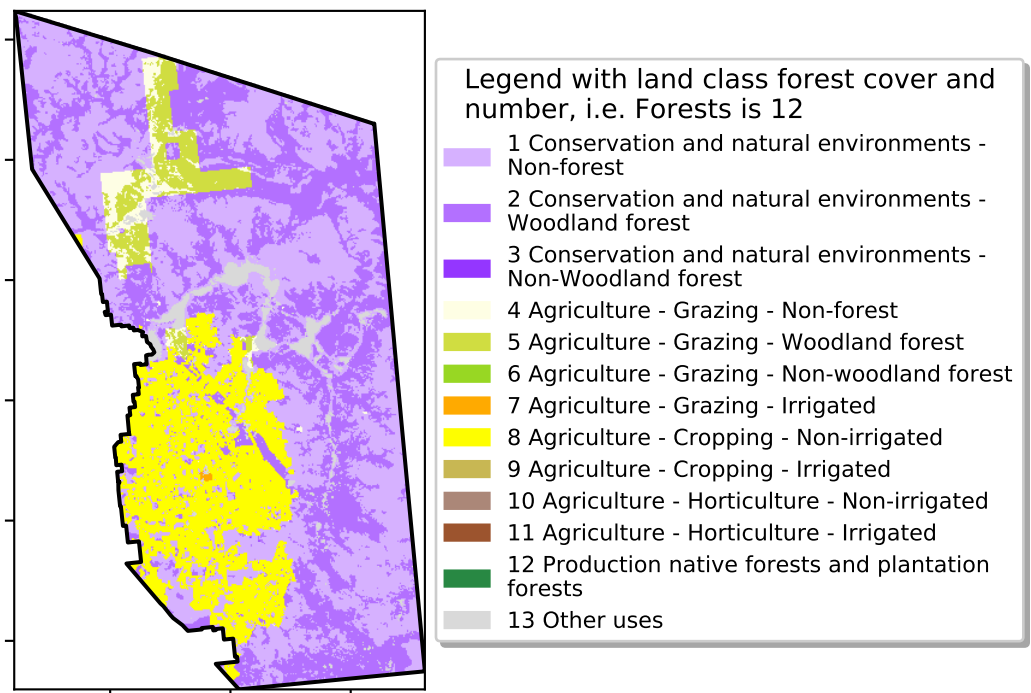 Legend with land class forest cover and
number, i.e. Forests is 12
1 Conservation and natural environments -
Non-forest
2 Conservation and natural environments -
Woodland forest
3 Conservation and natural environments -
Non-Woodland forest
4 Agriculture - Grazing - Non-forest
5 Agriculture - Grazing - Woodland forest
6 Agriculture - Grazing - Non-woodland forest
7 Agriculture - Grazing - Irrigated
8 Agriculture - Cropping - Non-irrigated
9 Agriculture - Cropping - Irrigated
10 Agriculture - Horticulture - Non-irrigated
11 Agriculture - Horticulture - Irrigated
12 Production native forests and plantation
forests
13 Other uses